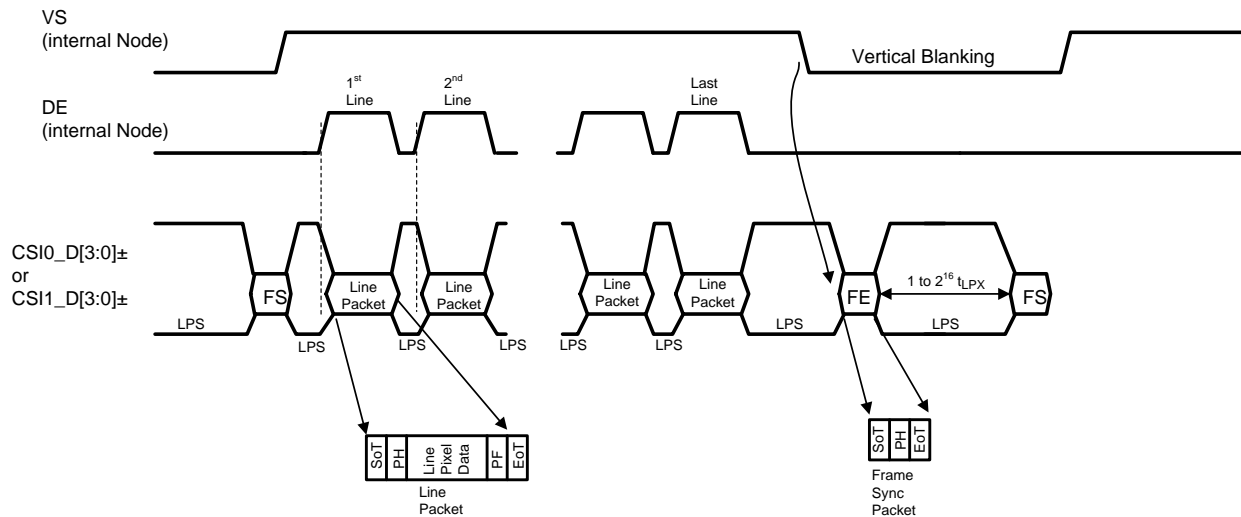 VS
(internal Node)
Vertical Blanking
1st
Line
2nd
Line
Last
Line
DE
(internal Node)
CSI0_D[3:0]±
or
CSI1_D[3:0]±
FS
Line
Packet
Line
Packet
Line
Packet
Line
Packet
FE
1 to 2^16 tLPX
FS
LPS
LPS
LPS
LPS
LPS
LPS
LPS
LPS
SoT
PH
Line
Pixel
Data
PF
EoT
Line
Packet
SoT
PH
EoT
Frame
Sync
Packet